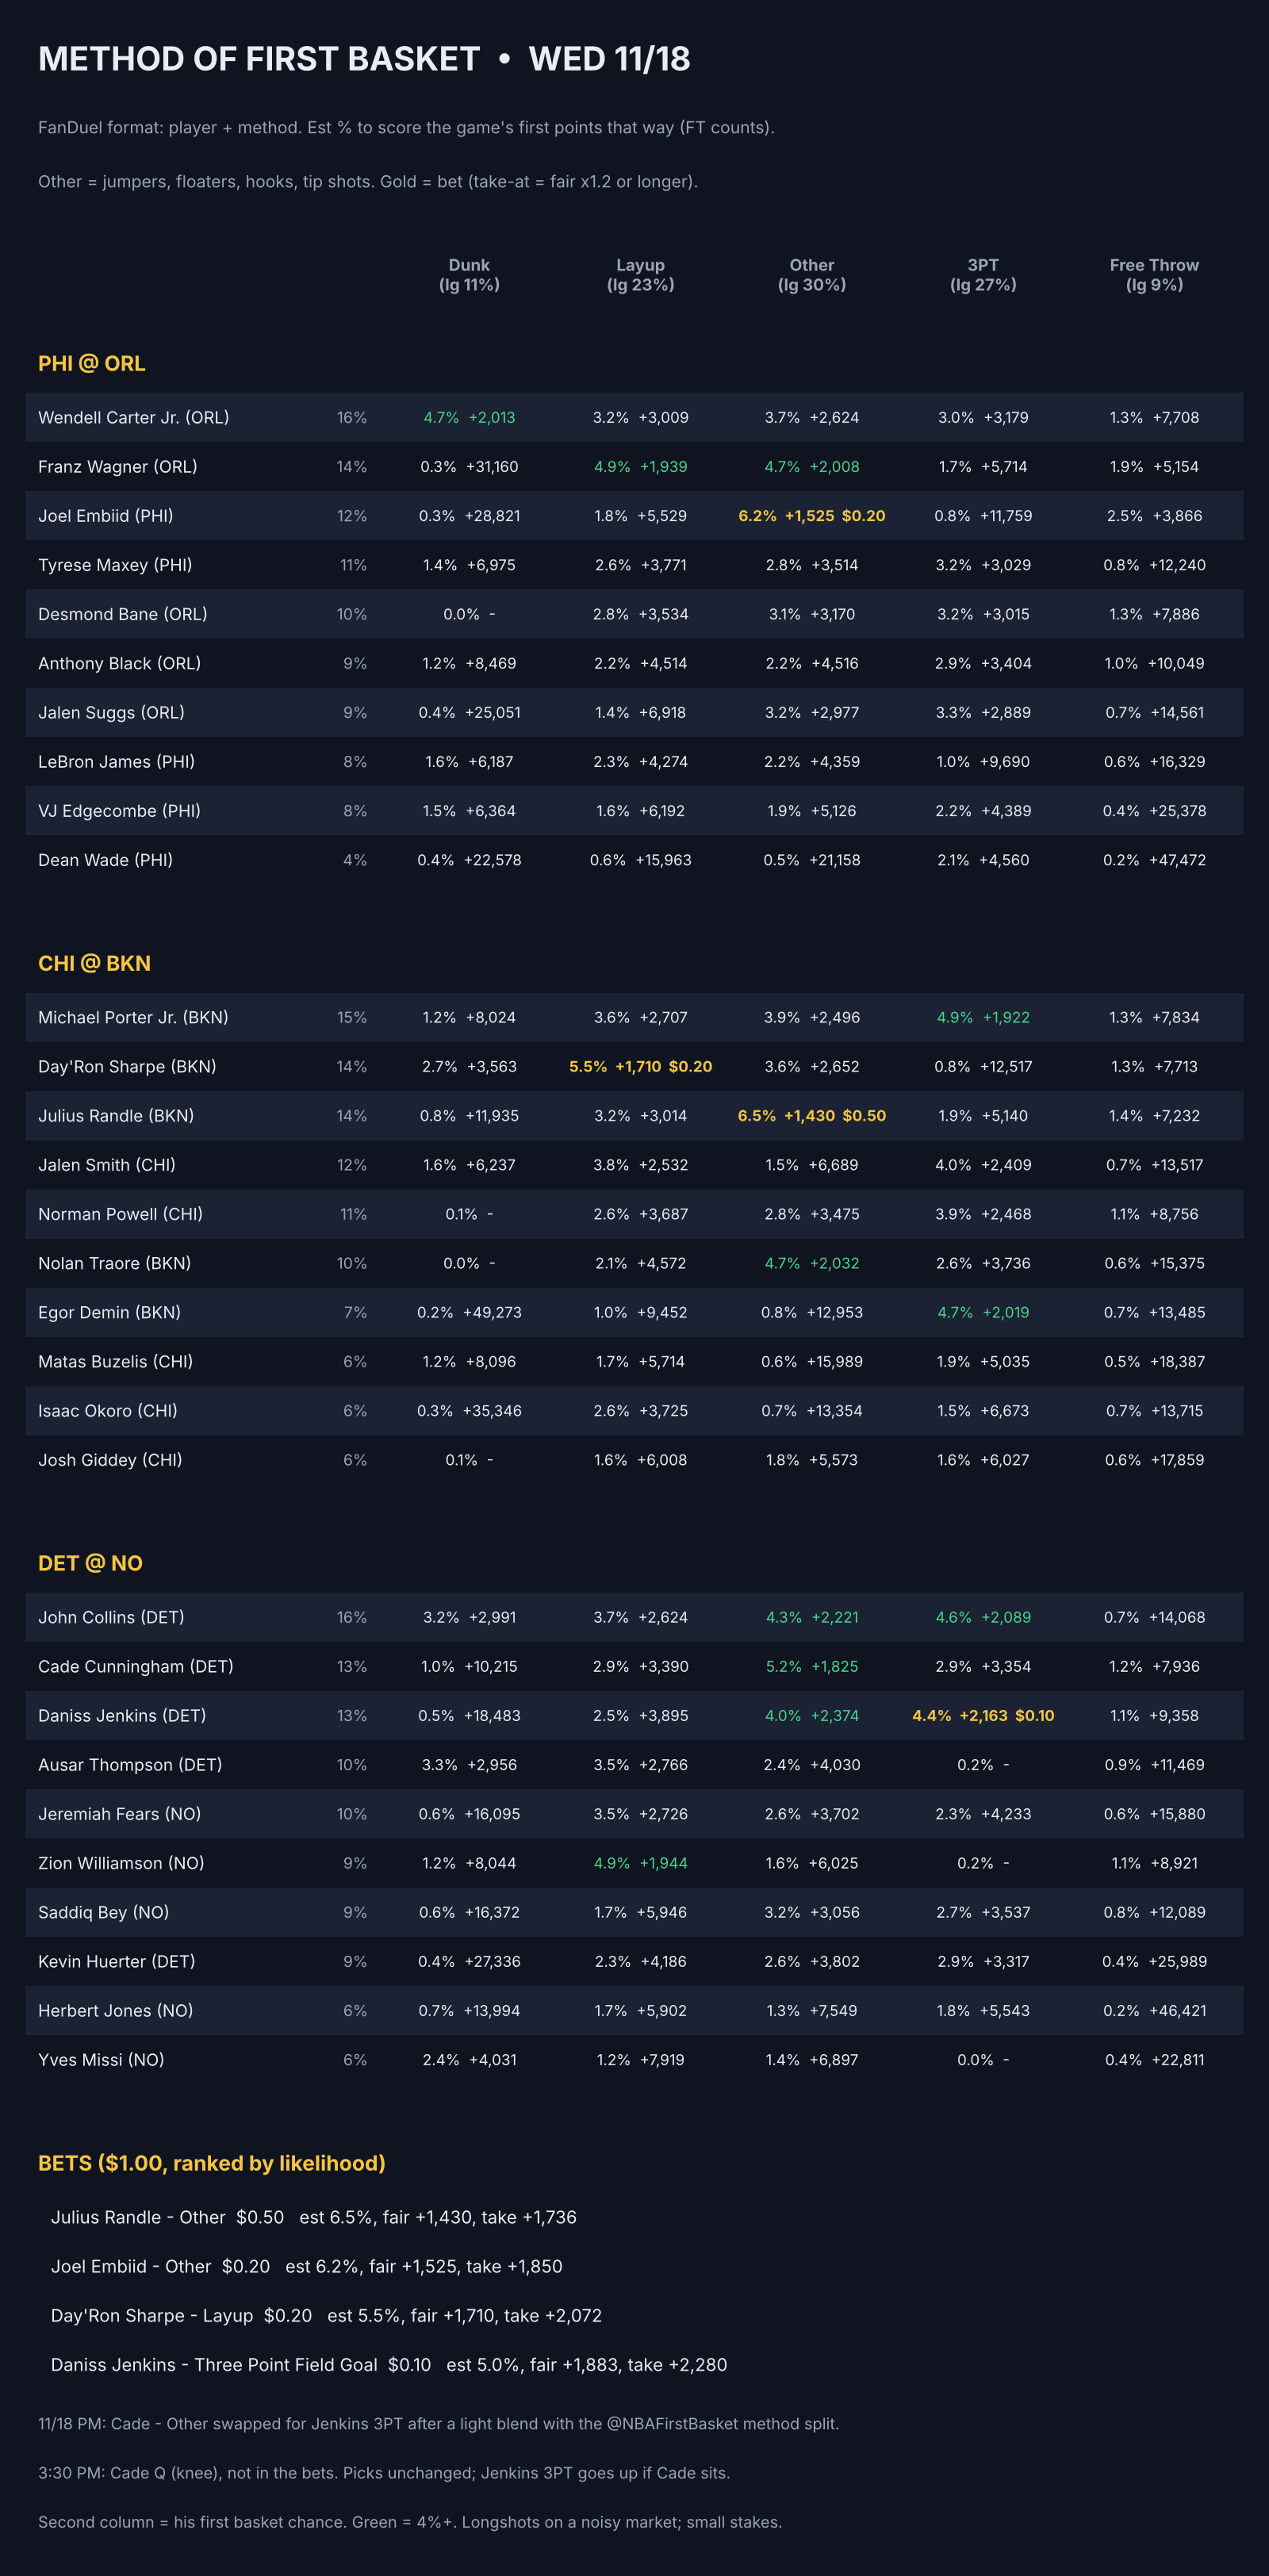 METHOD OF FIRST BASKET • WED 11/18
FanDuel format: player + method. Est % to score the game's first points that way (FT counts).
Other = jumpers, floaters, hooks, tip shots. Gold = bet (take-at = fair x1.2 or longer).
Dunk (lg 11%) Layup (lg 23%) Other (lg 30%) 3PT (lg 27%) Free Throw (lg 9%)
PHI @ ORL
Wendell Carter Jr. (ORL) 16% 4.7% +2,013 3.2% +3,009 3.7% +2,624 3.0% +3,179 1.3% +7,708
Franz Wagner (ORL) 14% 0.3% +31,160 4.9% +1,939 4.7% +2,008 1.7% +5,714 1.9% +5,154
Joel Embiid (PHI) 12% 0.3% +28,821 1.8% +5,529 6.2% +1,525 $0.20 0.8% +11,759 2.5% +3,866
Tyrese Maxey (PHI) 11% 1.4% +6,975 2.6% +3,771 2.8% +3,514 3.2% +3,029 0.8% +12,240
Desmond Bane (ORL) 10% 0.0% - 2.8% +3,534 3.1% +3,170 3.2% +3,015 1.3% +7,886
Anthony Black (ORL) 9% 1.2% +8,469 2.2% +4,514 2.2% +4,516 2.9% +3,404 1.0% +10,049
Jalen Suggs (ORL) 9% 0.4% +25,051 1.4% +6,918 3.2% +2,977 3.3% +2,889 0.7% +14,561
LeBron James (PHI) 8% 1.6% +6,187 2.3% +4,274 2.2% +4,359 1.0% +9,690 0.6% +16,329
VJ Edgecombe (PHI) 8% 1.5% +6,364 1.6% +6,192 1.9% +5,126 2.2% +4,389 0.4% +25,378
Dean Wade (PHI) 4% 0.4% +22,578 0.6% +15,963 0.5% +21,158 2.1% +4,560 0.2% +47,472
CHI @ BKN
Michael Porter Jr. (BKN) 15% 1.2% +8,024 3.6% +2,707 3.9% +2,496 4.9% +1,922 1.3% +7,834
Day'Ron Sharpe (BKN) 14% 2.7% +3,563 5.5% +1,710 $0.20 3.6% +2,652 0.8% +12,517 1.3% +7,713
Julius Randle (BKN) 14% 0.8% +11,935 3.2% +3,014 6.5% +1,430 $0.50 1.9% +5,140 1.4% +7,232
Jalen Smith (CHI) 12% 1.6% +6,237 3.8% +2,532 1.5% +6,689 4.0% +2,409 0.7% +13,517
Norman Powell (CHI) 11% 0.1% - 2.6% +3,687 2.8% +3,475 3.9% +2,468 1.1% +8,756
Nolan Traore (BKN) 10% 0.0% - 2.1% +4,572 4.7% +2,032 2.6% +3,736 0.6% +15,375
Egor Demin (BKN) 7% 0.2% +49,273 1.0% +9,452 0.8% +12,953 4.7% +2,019 0.7% +13,485
Matas Buzelis (CHI) 6% 1.2% +8,096 1.7% +5,714 0.6% +15,989 1.9% +5,035 0.5% +18,387
Isaac Okoro (CHI) 6% 0.3% +35,346 2.6% +3,725 0.7% +13,354 1.5% +6,673 0.7% +13,715
Josh Giddey (CHI) 6% 0.1% - 1.6% +6,008 1.8% +5,573 1.6% +6,027 0.6% +17,859
DET @ NO
John Collins (DET) 16% 3.2% +2,991 3.7% +2,624 4.3% +2,221 4.6% +2,089 0.7% +14,068
Cade Cunningham (DET) 13% 1.0% +10,215 2.9% +3,390 5.2% +1,825 2.9% +3,354 1.2% +7,936
Daniss Jenkins (DET) 13% 0.5% +18,483 2.5% +3,895 4.0% +2,374 4.4% +2,163 $0.10 1.1% +9,358
Ausar Thompson (DET) 10% 3.3% +2,956 3.5% +2,766 2.4% +4,030 0.2% - 0.9% +11,469
Jeremiah Fears (NO) 10% 0.6% +16,095 3.5% +2,726 2.6% +3,702 2.3% +4,233 0.6% +15,880
Zion Williamson (NO) 9% 1.2% +8,044 4.9% +1,944 1.6% +6,025 0.2% - 1.1% +8,921
Saddiq Bey (NO) 9% 0.6% +16,372 1.7% +5,946 3.2% +3,056 2.7% +3,537 0.8% +12,089
Kevin Huerter (DET) 9% 0.4% +27,336 2.3% +4,186 2.6% +3,802 2.9% +3,317 0.4% +25,989
Herbert Jones (NO) 6% 0.7% +13,994 1.7% +5,902 1.3% +7,549 1.8% +5,543 0.2% +46,421
Yves Missi (NO) 6% 2.4% +4,031 1.2% +7,919 1.4% +6,897 0.0% - 0.4% +22,811
BETS ($1.00, ranked by likelihood)
Julius Randle - Other $0.50 est 6.5%, fair +1,430, take +1,736
Joel Embiid - Other $0.20 est 6.2%, fair +1,525, take +1,850
Day'Ron Sharpe - Layup $0.20 est 5.5%, fair +1,710, take +2,072
Daniss Jenkins - Three Point Field Goal $0.10 est 5.0%, fair +1,883, take +2,280
11/18 PM: Cade - Other swapped for Jenkins 3PT after a light blend with the @NBAFirstBasket method split.
3:30 PM: Cade Q (knee), not in the bets. Picks unchanged; Jenkins 3PT goes up if Cade sits.
Second column = his first basket chance. Green = 4%+. Longshots on a noisy market; small stakes.